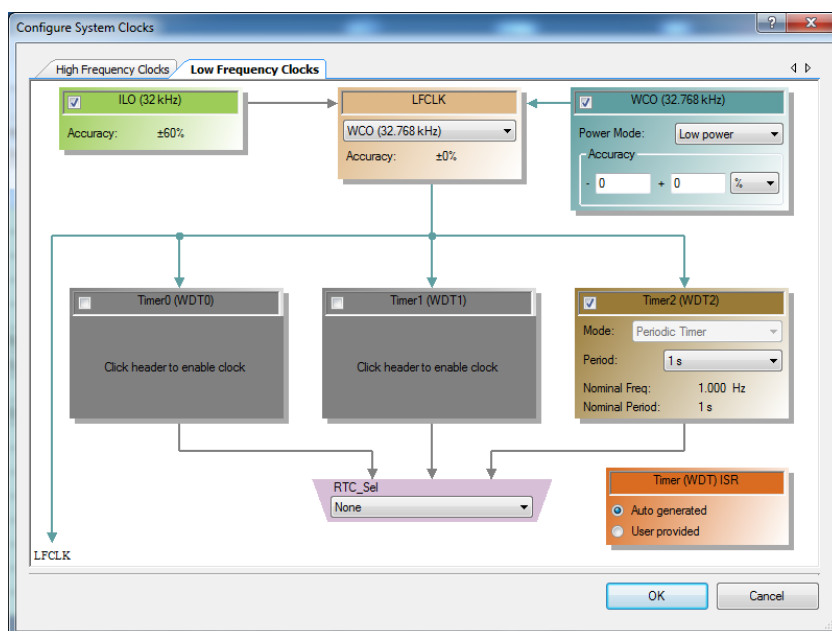 Configure System Clocks
High Frequency Clocks
Low Frequency Clocks
ILO (32 kHz)
Accuracy: ±60%
LFCLK
WCO (32.768 kHz)
Accuracy: ±0%
WCO (32.768 kHz)
Power Mode: Low power
Accuracy
- 0 + 0 %
Timer0 (WDT0)
Click header to enable clock
Timer1 (WDT1)
Click header to enable clock
Timer2 (WDT2)
Mode: Periodic Timer
Period: 1 s
Nominal Freq: 1.000 Hz
Nominal Period: 1 s
RTC_Sel
None
Timer (WDT) ISR
Auto generated
User provided
LFCLK
OK
Cancel